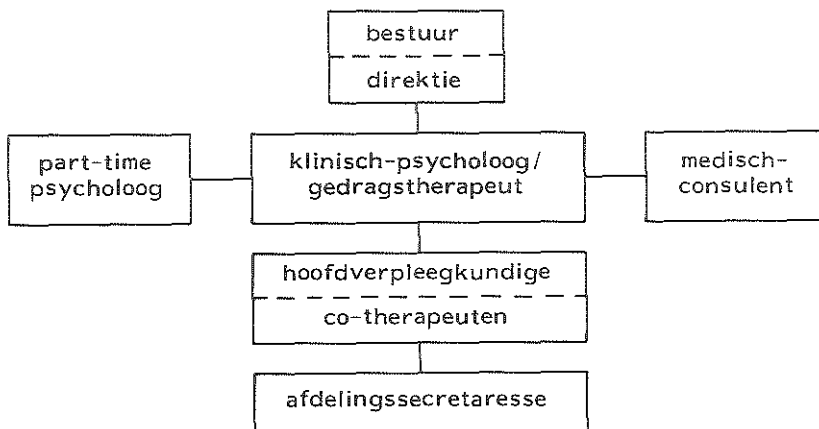 bestuur
direktie
part-time
psycholoog
klinisch-psycholoog/
gedragstherapeut
medisch-
consulent
hoofdverpleegkundige
co-therapeuten
afdelingssecretaresse